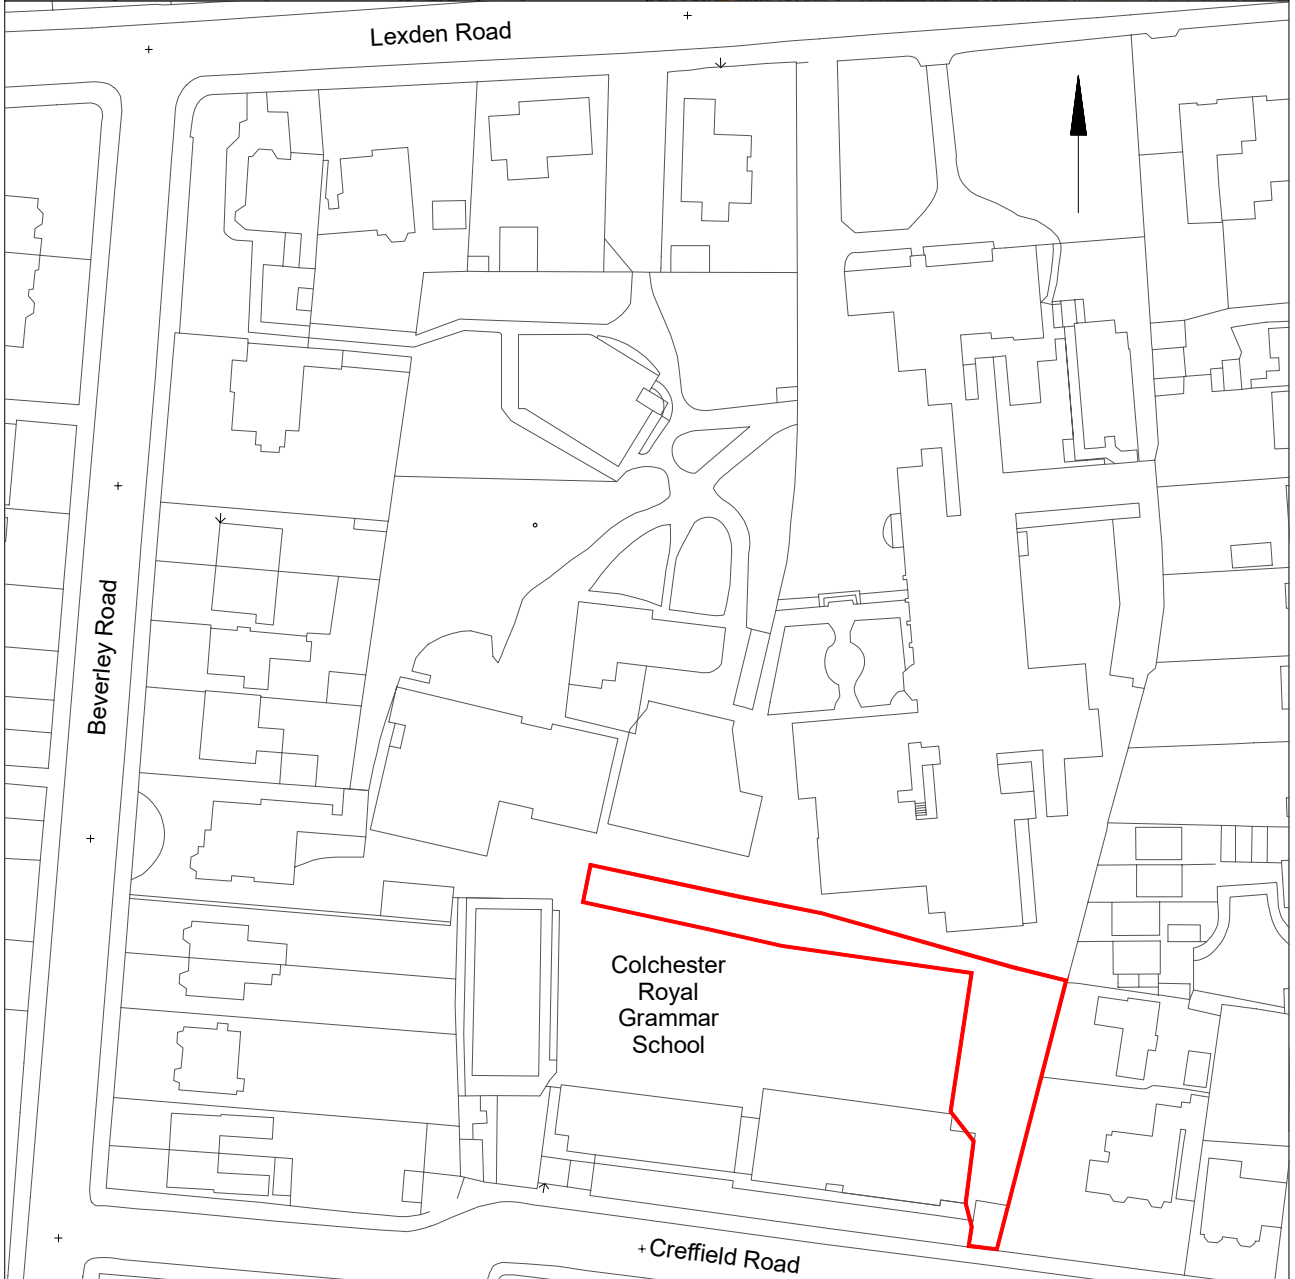 Lexden Road
Beverley Road
Colchester
Royal
Grammar
School
Creffield Road